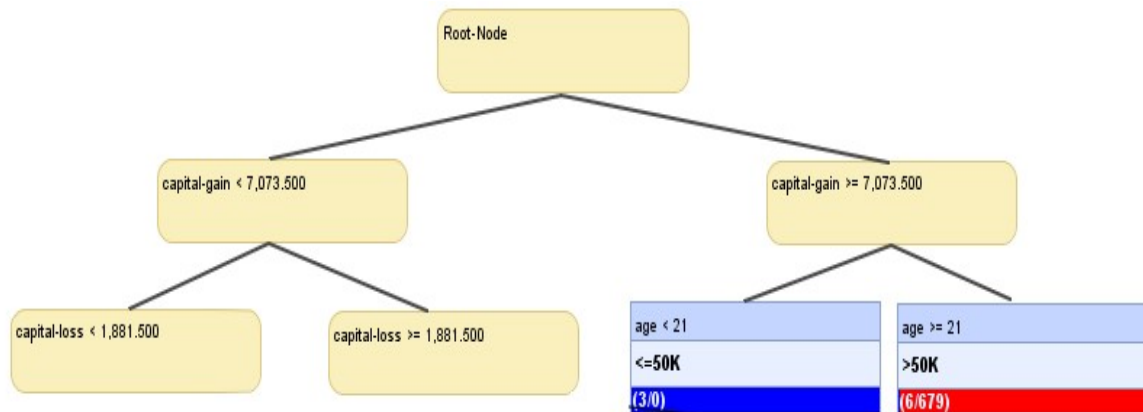 Root-Node
capital-gain < 7,073.500
capital-gain >= 7,073.500
capital-loss < 1,881.500
capital-loss >= 1,881.500
age < 21
<=50K
(3/0)
age >= 21
>50K
(6/679)